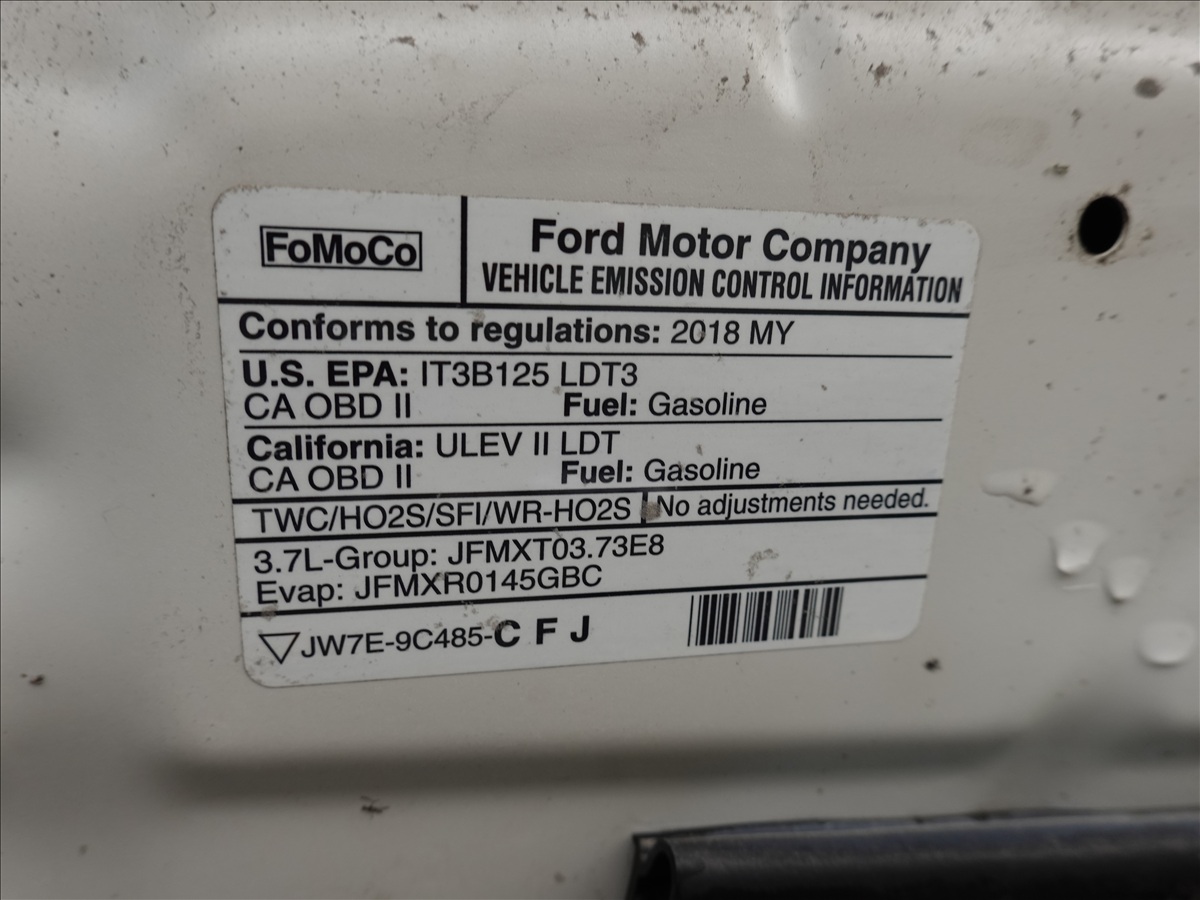 FoMoCo
Ford Motor Company
VEHICLE EMISSION CONTROL INFORMATION
Conforms to regulations: 2018 MY
U.S. EPA: IT3B125 LDT3
CA OBD II Fuel: Gasoline
California: ULEV II LDT
CA OBD II Fuel: Gasoline
TWC/HO2S/SFI/WR-HO2S No adjustments needed.
3.7L-Group: JFMXT03.73E8
Evap: JFMXR0145GBC
JW7E-9C485-C F J